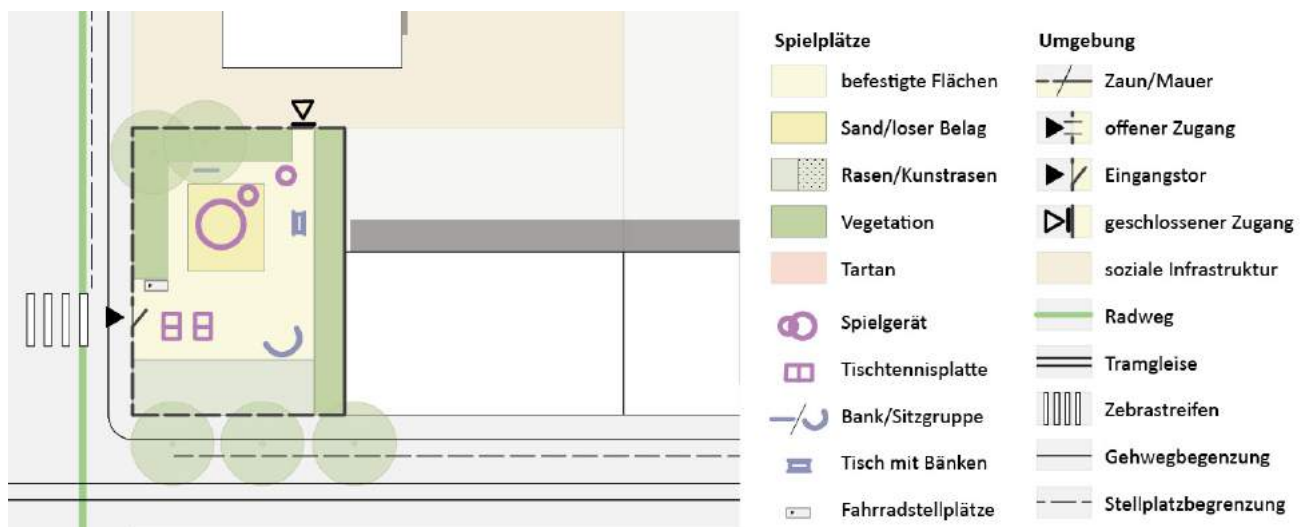 Spielplätze
befestigte Flächen
Sand/loser Belag
Rasen/Kunstrasen
Vegetation
Tartan
Spielgerät
Tischtennisplatte
Bank/Sitzgruppe
Tisch mit Bänken
Fahrradstellplätze
Umgebung
Zaun/Mauer
offener Zugang
Eingangstor
geschlossener Zugang
soziale Infrastruktur
Radweg
Tramgleise
Zebrastreifen
Gehwegbegenzung
Stellplatzbegrenzung